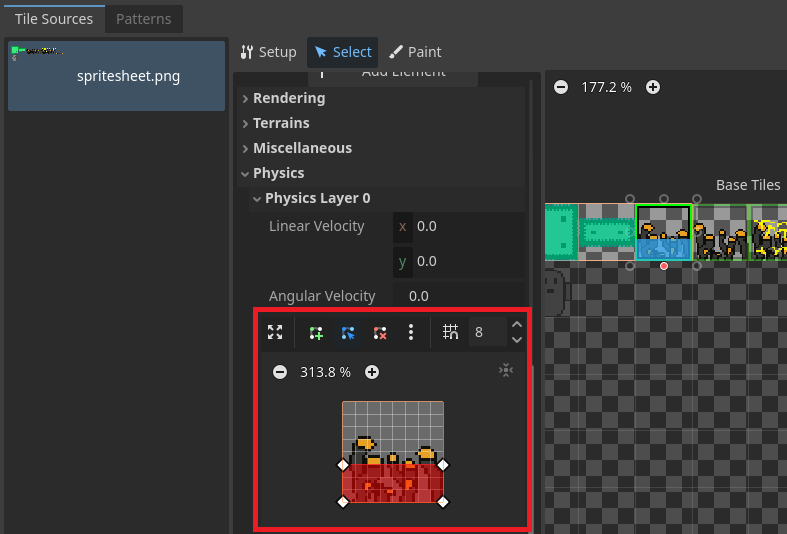 Tile Sources
Patterns
spritesheet.png
Setup
Select
Paint
Add Element
Rendering
Terrains
Miscellaneous
Physics
Physics Layer 0
Linear Velocity
x 0.0
y 0.0
Angular Velocity
0.0
8
313.8 %
177.2 %
Base Tiles